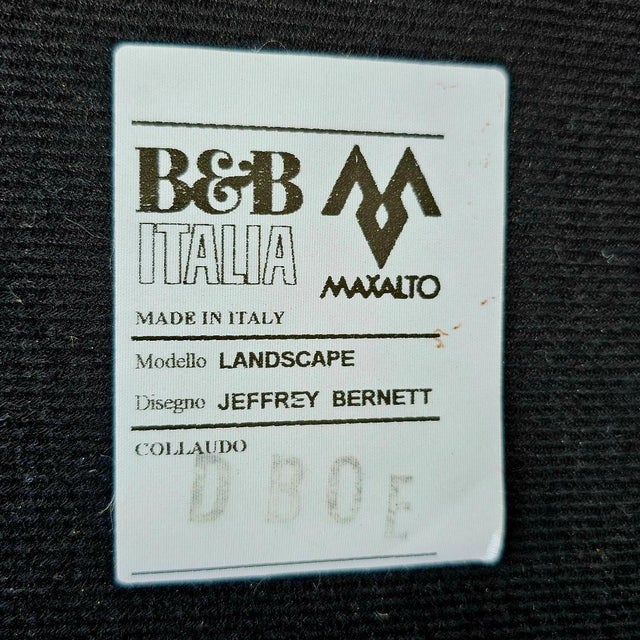 B&B
ITALIA
MAXALTO
MADE IN ITALY
Modello LANDSCAPE
Disegno JEFFREY BERNETT
COLLAUDO
D B O E